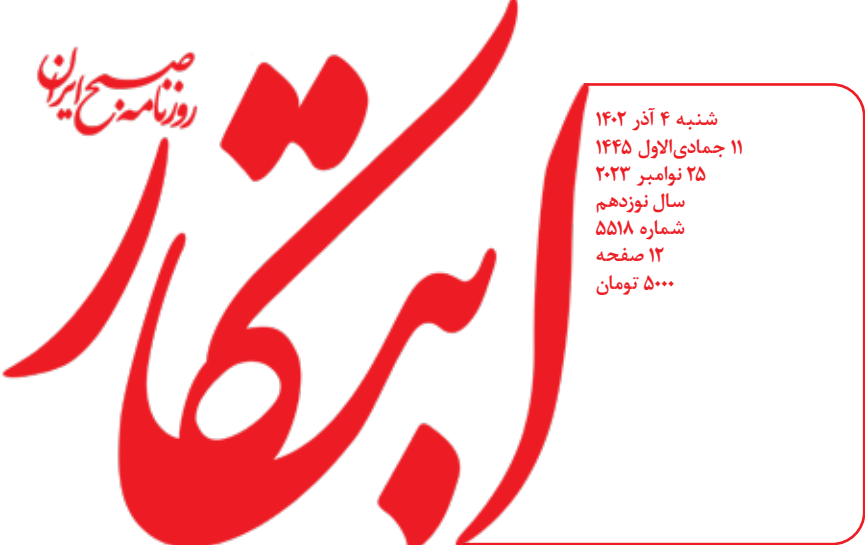 ابتکار
روزنامه صبح ایران
شنبه ۴ آذر ۱۴۰۲
۱۱ جمادی‌الاول ۱۴۴۵
۲۵ نوامبر ۲۰۲۳
سال نوزدهم
شماره ۵۵۱۸
۱۲ صفحه
۵۰۰۰ تومان